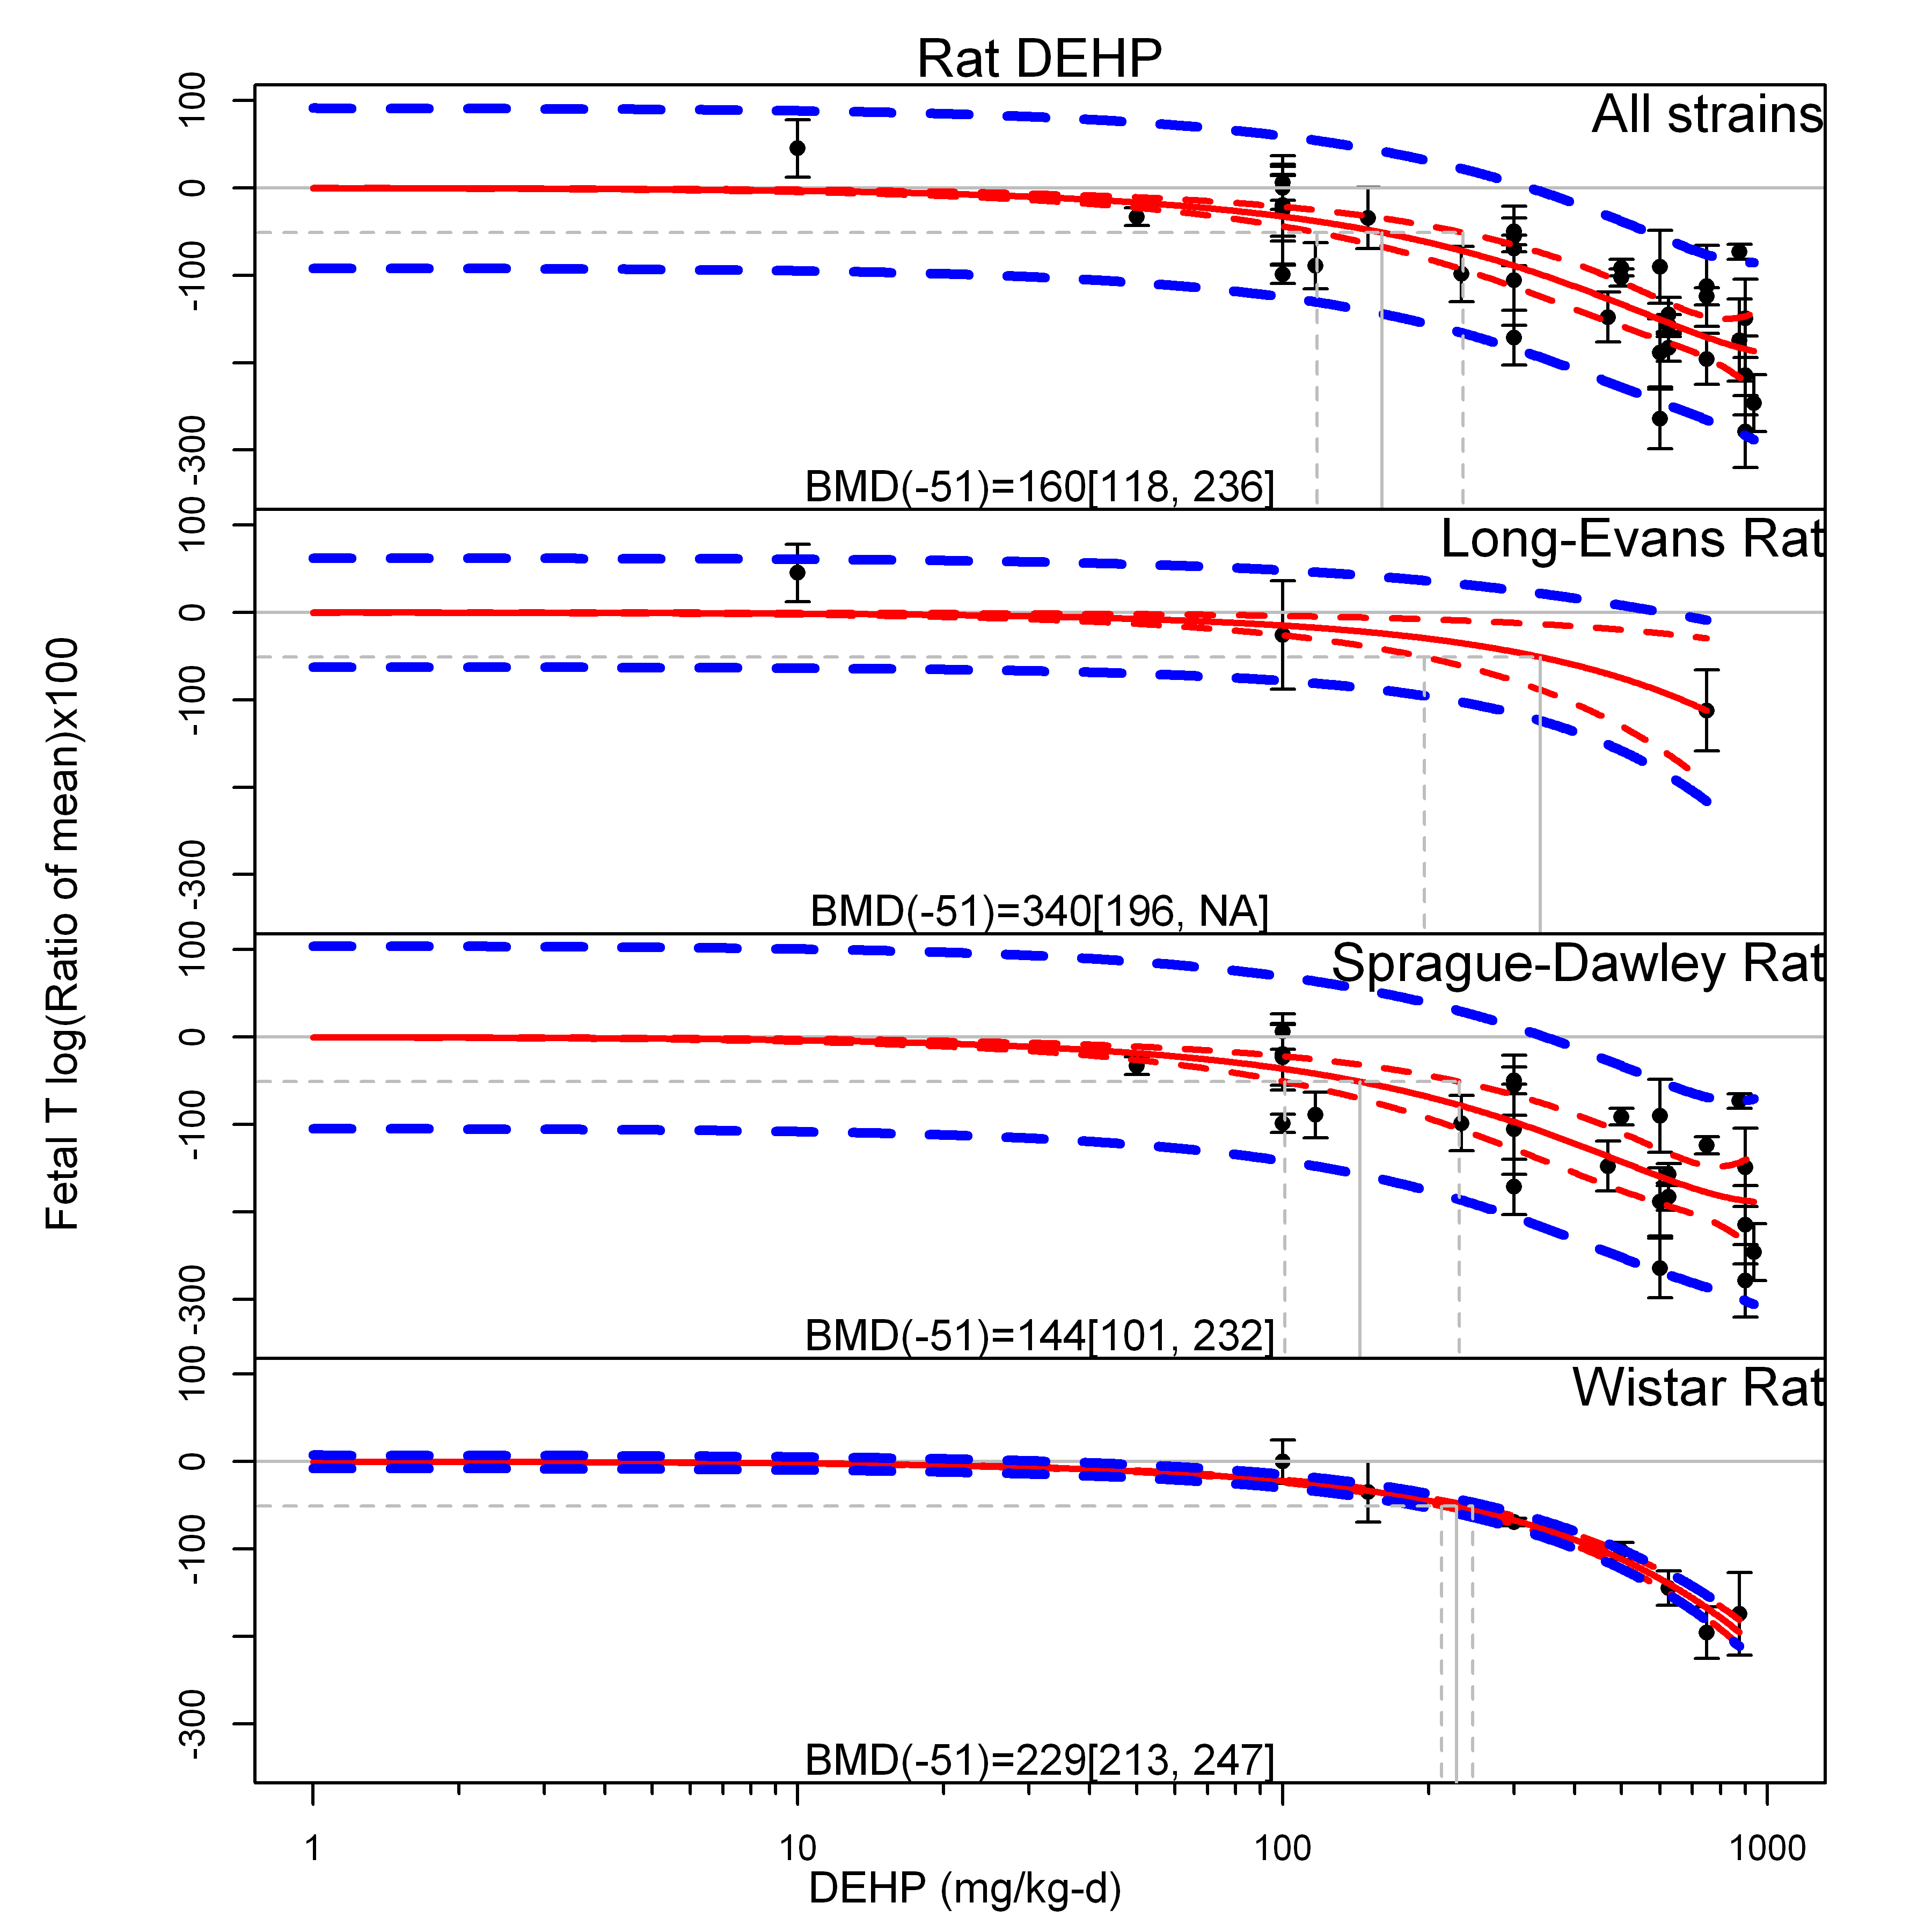 Rat DEHP
All strains
100
0
-100
-300
BMD(-51)=160[118, 236]
Long-Evans Rat
100
0
-100
-300
BMD(-51)=340[196, NA]
Sprague-Dawley Rat
100
0
-100
-300
BMD(-51)=144[101, 232]
Wistar Rat
100
0
-100
-300
BMD(-51)=229[213, 247]
Fetal T log(Ratio of mean)x100
1 10 100 1000
DEHP (mg/kg-d)